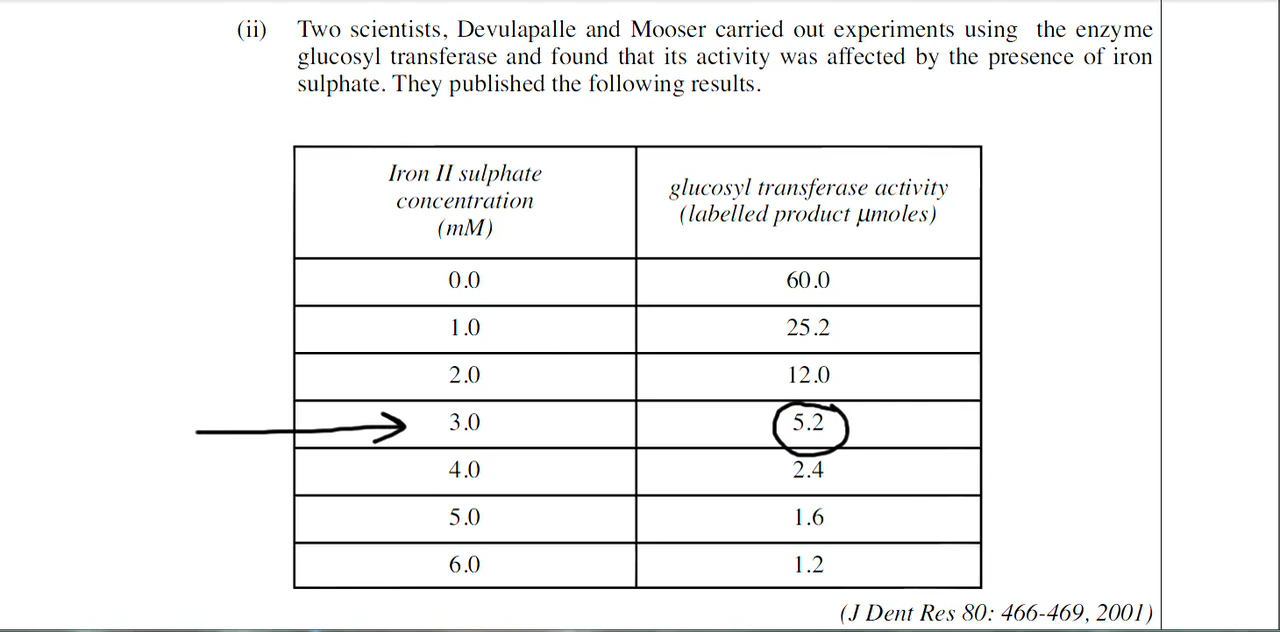 (ii) Two scientists, Devulapalle and Mooser carried out experiments using the enzyme
glucosyl transferase and found that its activity was affected by the presence of iron
sulphate. They published the following results.
Iron II sulphate
concentration
(mM)
glucosyl transferase activity
(labelled product µmoles)
0.0 60.0
1.0 25.2
2.0 12.0
3.0 5.2
4.0 2.4
5.0 1.6
6.0 1.2
(J Dent Res 80: 466-469, 2001)